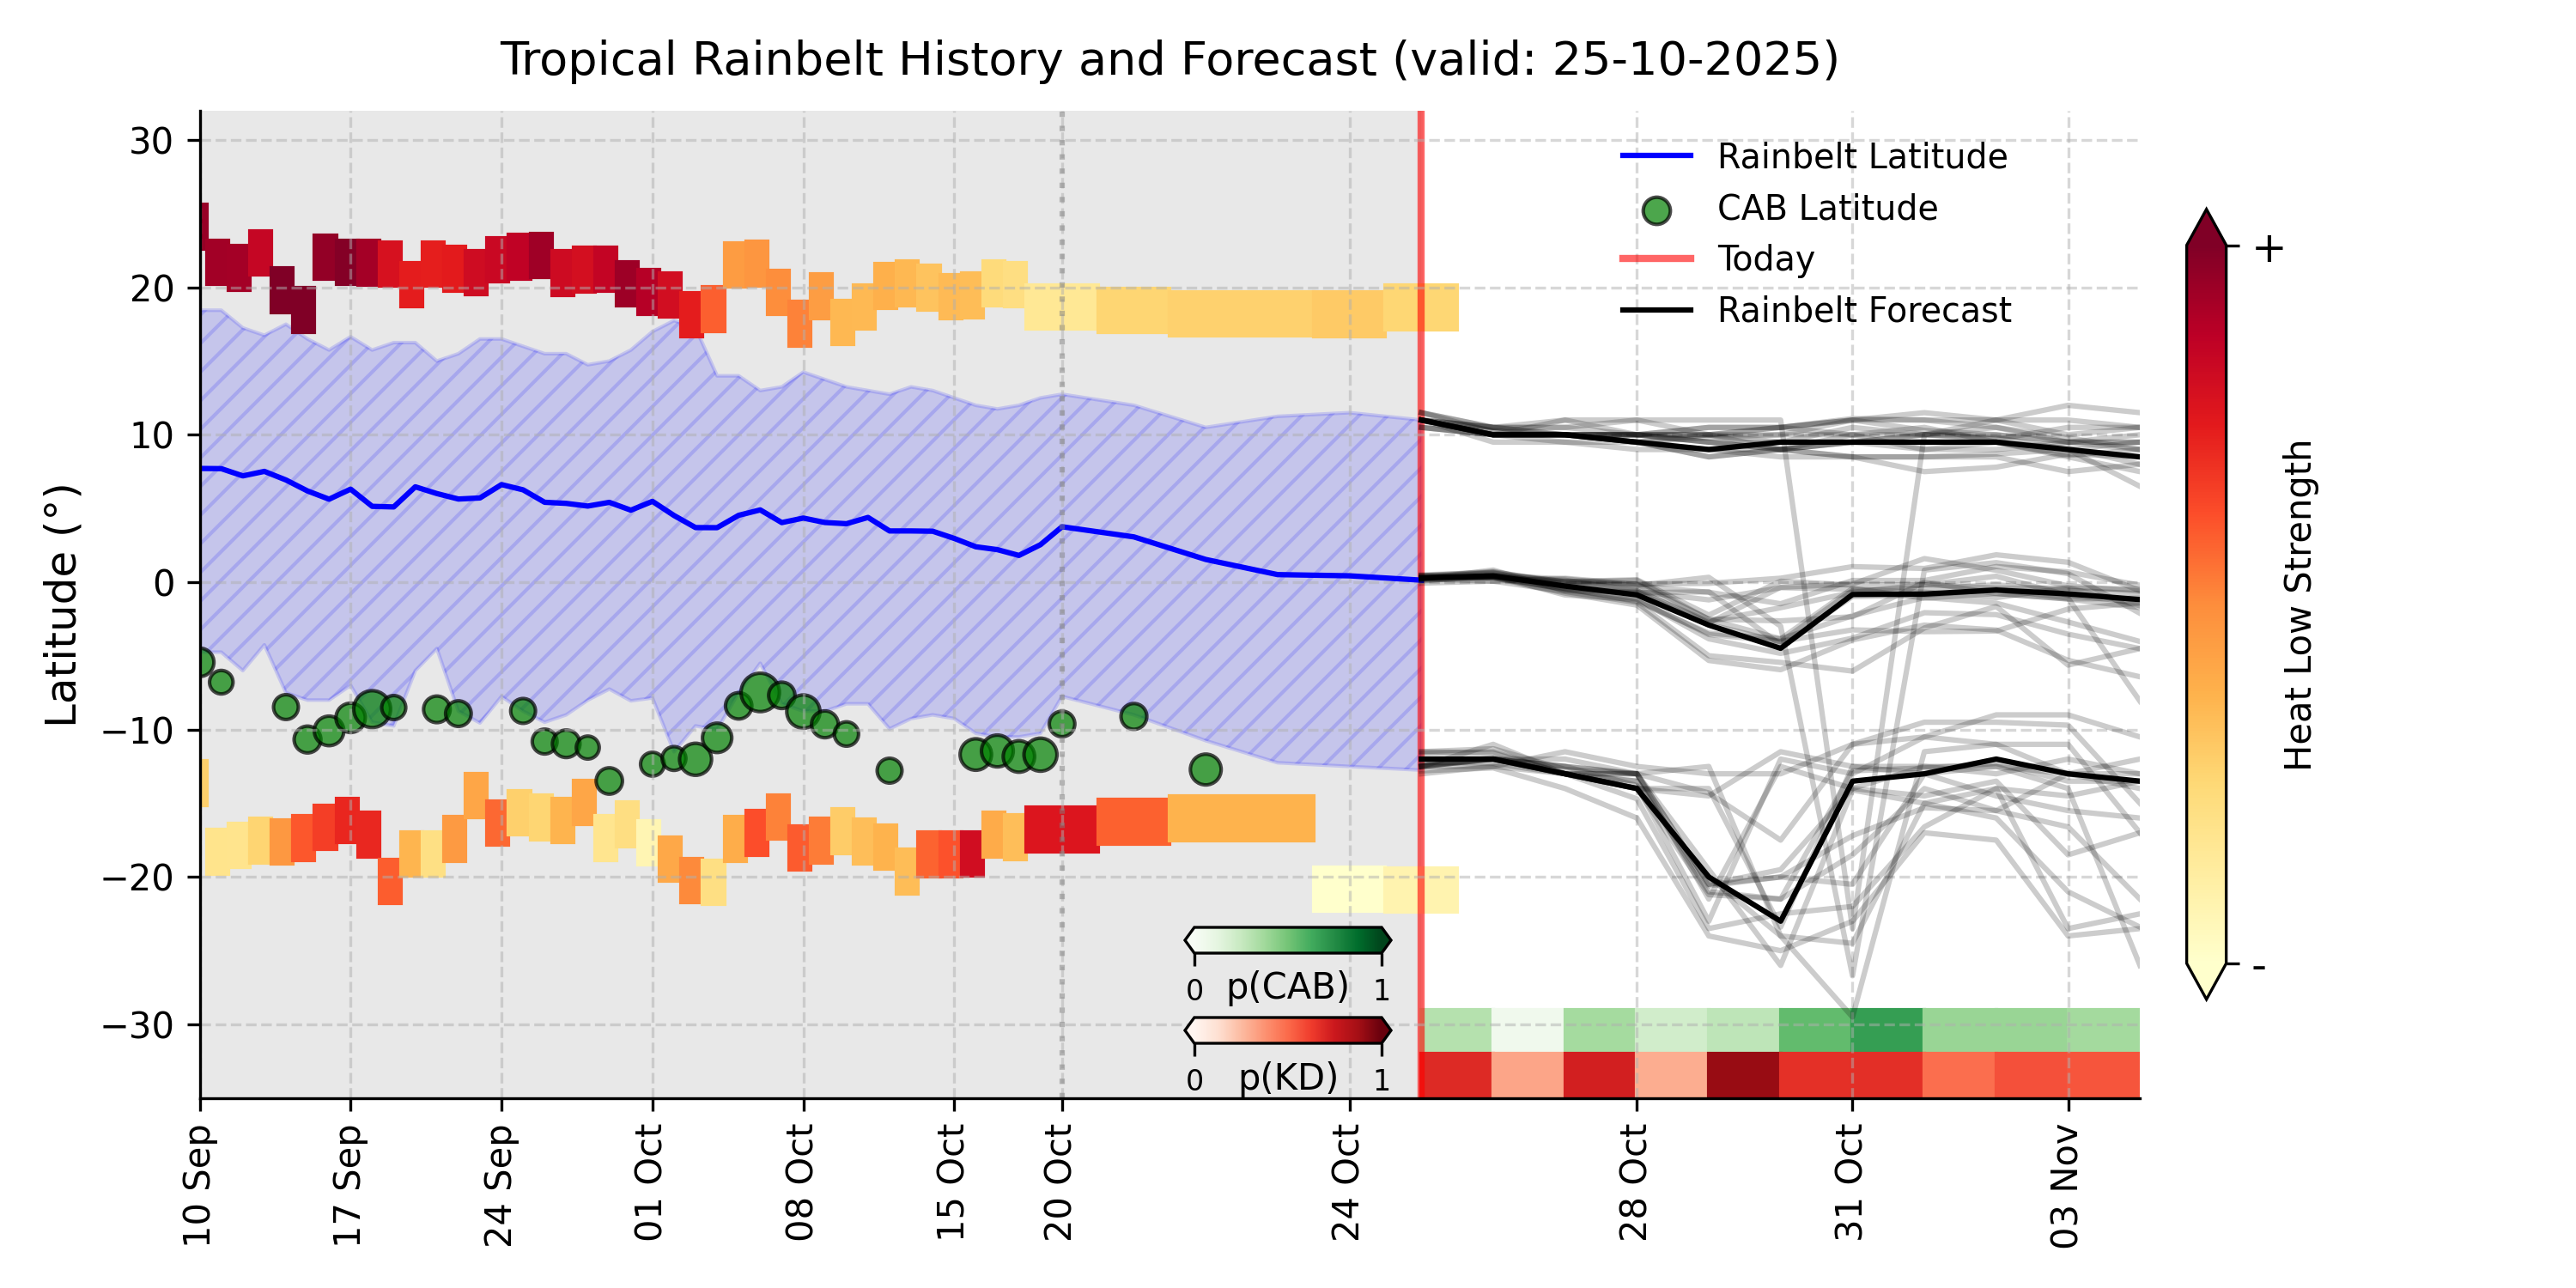 Tropical Rainbelt History and Forecast (valid: 25-10-2025)
Latitude (°)
30
20
10
0
−10
−20
−30
Rainbelt Latitude
CAB Latitude
Today
Rainbelt Forecast
+
-
Heat Low Strength
0 p(CAB) 1
0 p(KD) 1
10 Sep
17 Sep
24 Sep
01 Oct
08 Oct
15 Oct
20 Oct
24 Oct
28 Oct
31 Oct
03 Nov